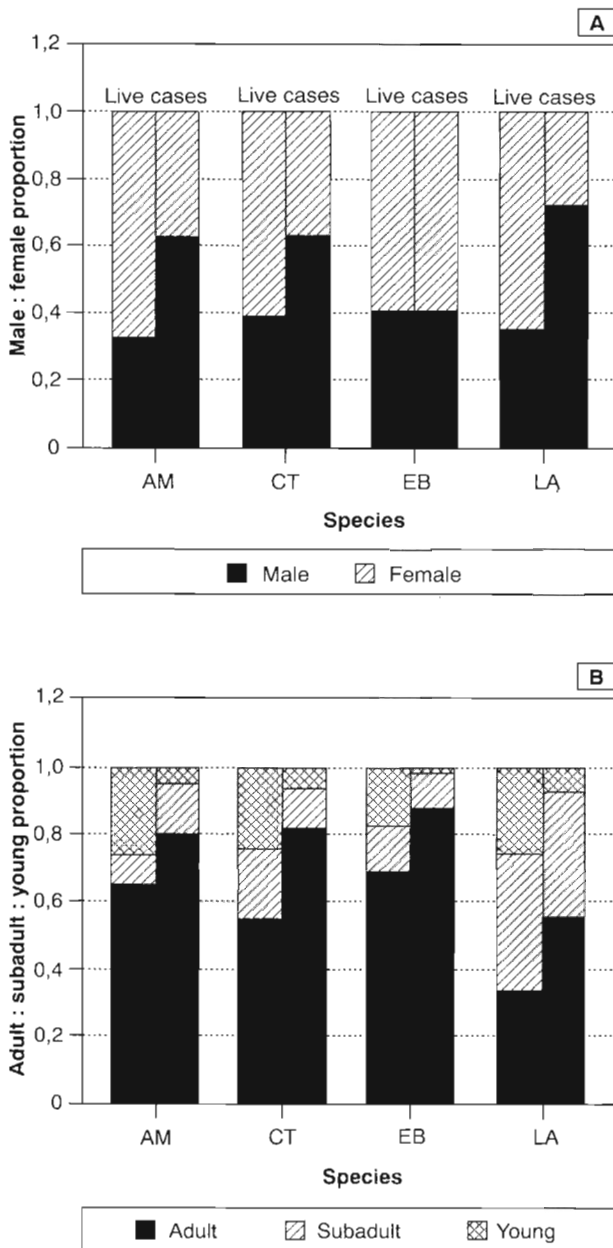 A
1,2
Live cases Live cases Live cases Live cases
1,0
0,8
0,6
0,4
0,2
0
Male : female proportion
AM CT EB LA
Species
Male Female
B
1,2
1,0
0,8
0,6
0,4
0,2
0
Adult : subadult : young proportion
AM CT EB LA
Species
Adult Subadult Young